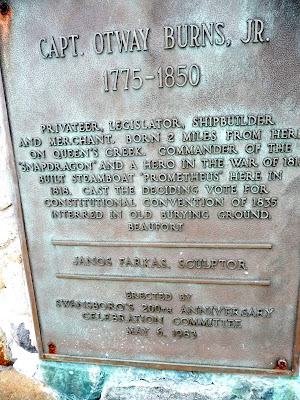 CAPT. OTWAY BURNS, JR.
1775-1850
PRIVATEER, LEGISLATOR, SHIPBUILDER
AND MERCHANT. BORN 2 MILES FROM HERE
ON QUEEN'S CREEK. COMMANDER OF THE
"SNAPDRAGON" AND A HERO IN THE WAR OF 1812
BUILT STEAMBOAT "PROMETHEUS" HERE IN
1818. CAST THE DECIDING VOTE FOR
CONSTITUTIONAL CONVENTION OF 1835
INTERRED IN OLD BURYING GROUND,
BEAUFORT
JANOS FARKAS, SCULPTOR
ERECTED BY
SWANSBORO'S 200TH ANNIVERSARY
CELEBRATION COMMITTEE
MAY 6, 1983